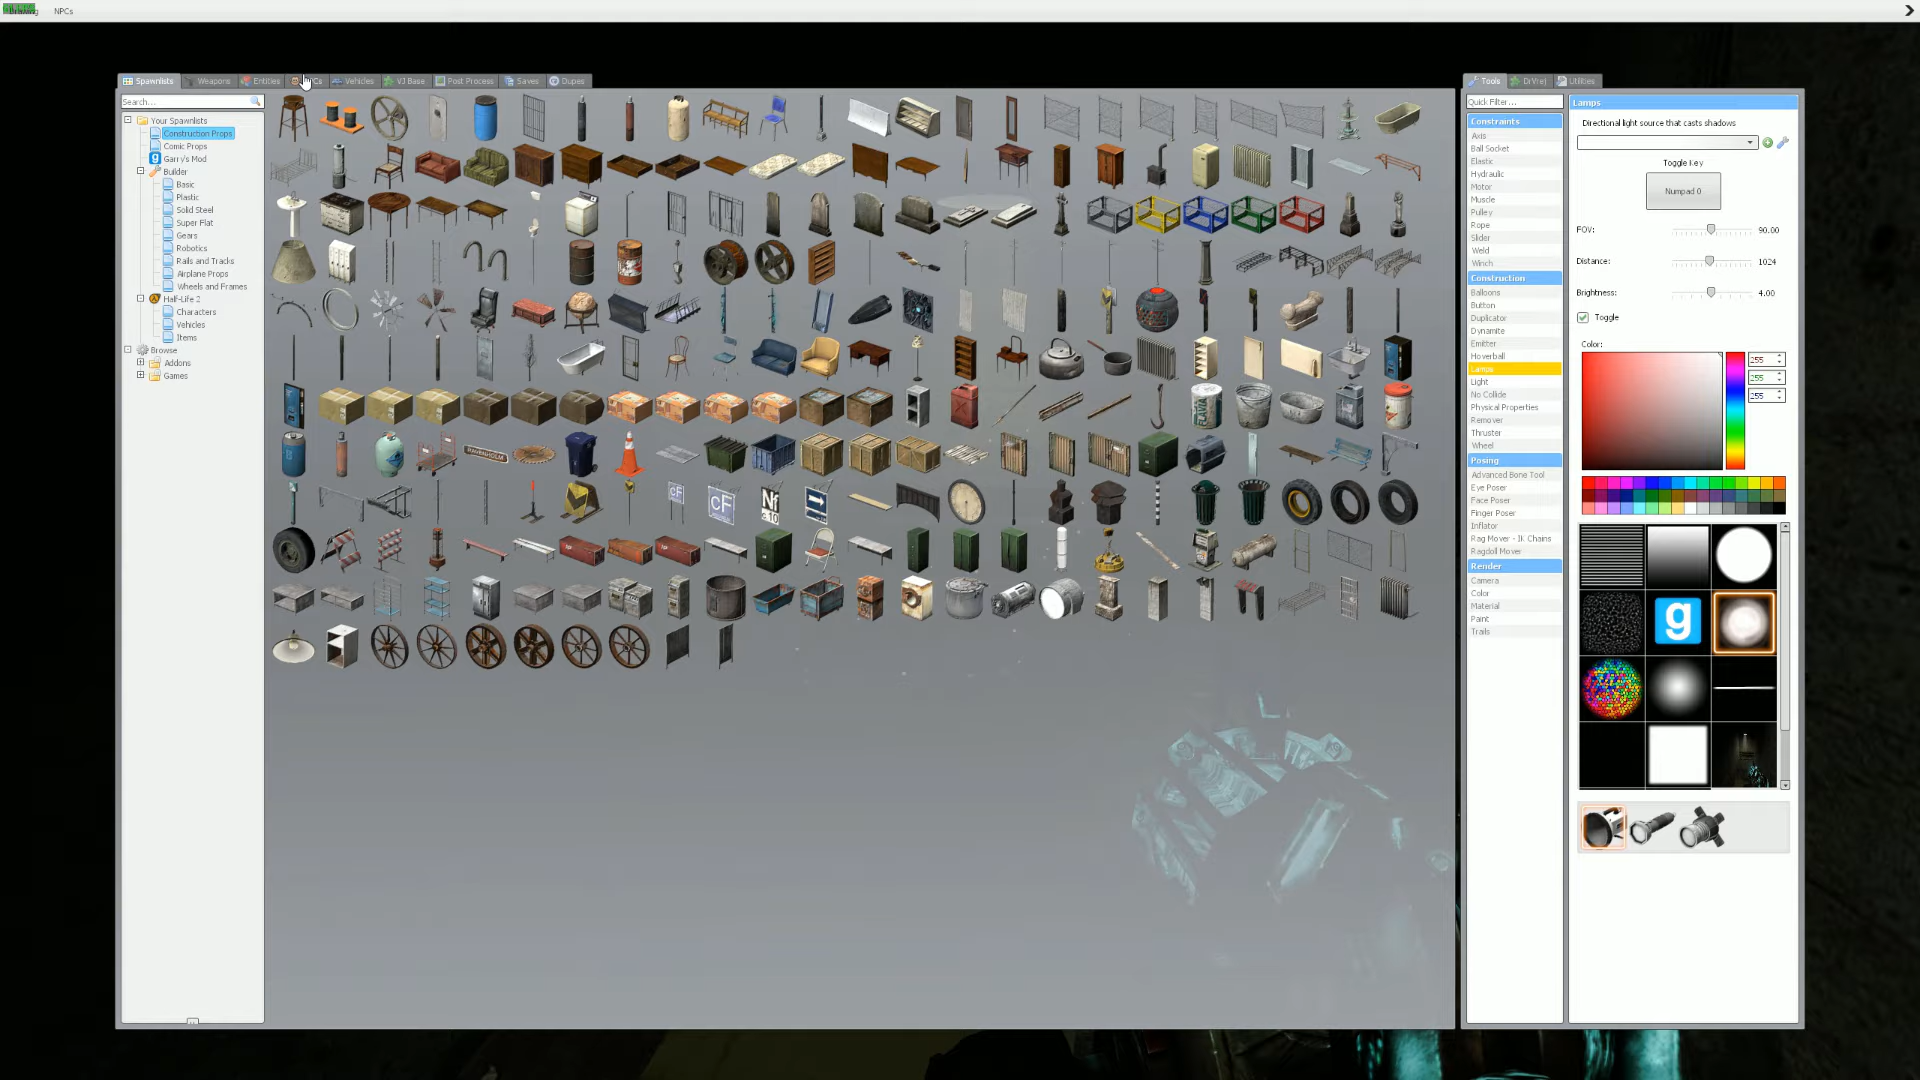 NPCs
Spawnlists
Weapons
Entities
Vehicles
VJ Base
Post Process
Saves
Dupes
Search...
Your Spawnlists
Construction Props
Comic Props
Garry's Mod
Builder
Basic
Plastic
Solid Steel
Super Flat
Gears
Robotics
Rails and Tracks
Airplane Props
Wheels and Frames
Half-Life 2
Characters
Vehicles
Items
Browse
Addons
Games
RAVENHOLM
cF
cF
Nf
c 10
Tools
DrVrej
Utilities
Quick Filter...
Constraints
Axis
Ball Socket
Elastic
Hydraulic
Motor
Muscle
Pulley
Rope
Slider
Weld
Winch
Construction
Balloons
Button
Duplicator
Dynamite
Emitter
Hoverball
Lamps
Light
No Collide
Physical Properties
Remover
Thruster
Wheel
Posing
Advanced Bone Tool
Eye Poser
Face Poser
Finger Poser
Inflator
Rag Mover - IK Chains
Ragdoll Mover
Render
Camera
Color
Material
Paint
Trails
Lamps
Directional light source that casts shadows
Toggle Key
Numpad 0
FOV: 90.00
Distance: 1024
Brightness: 4.00
Toggle
Color:
255
255
255
g